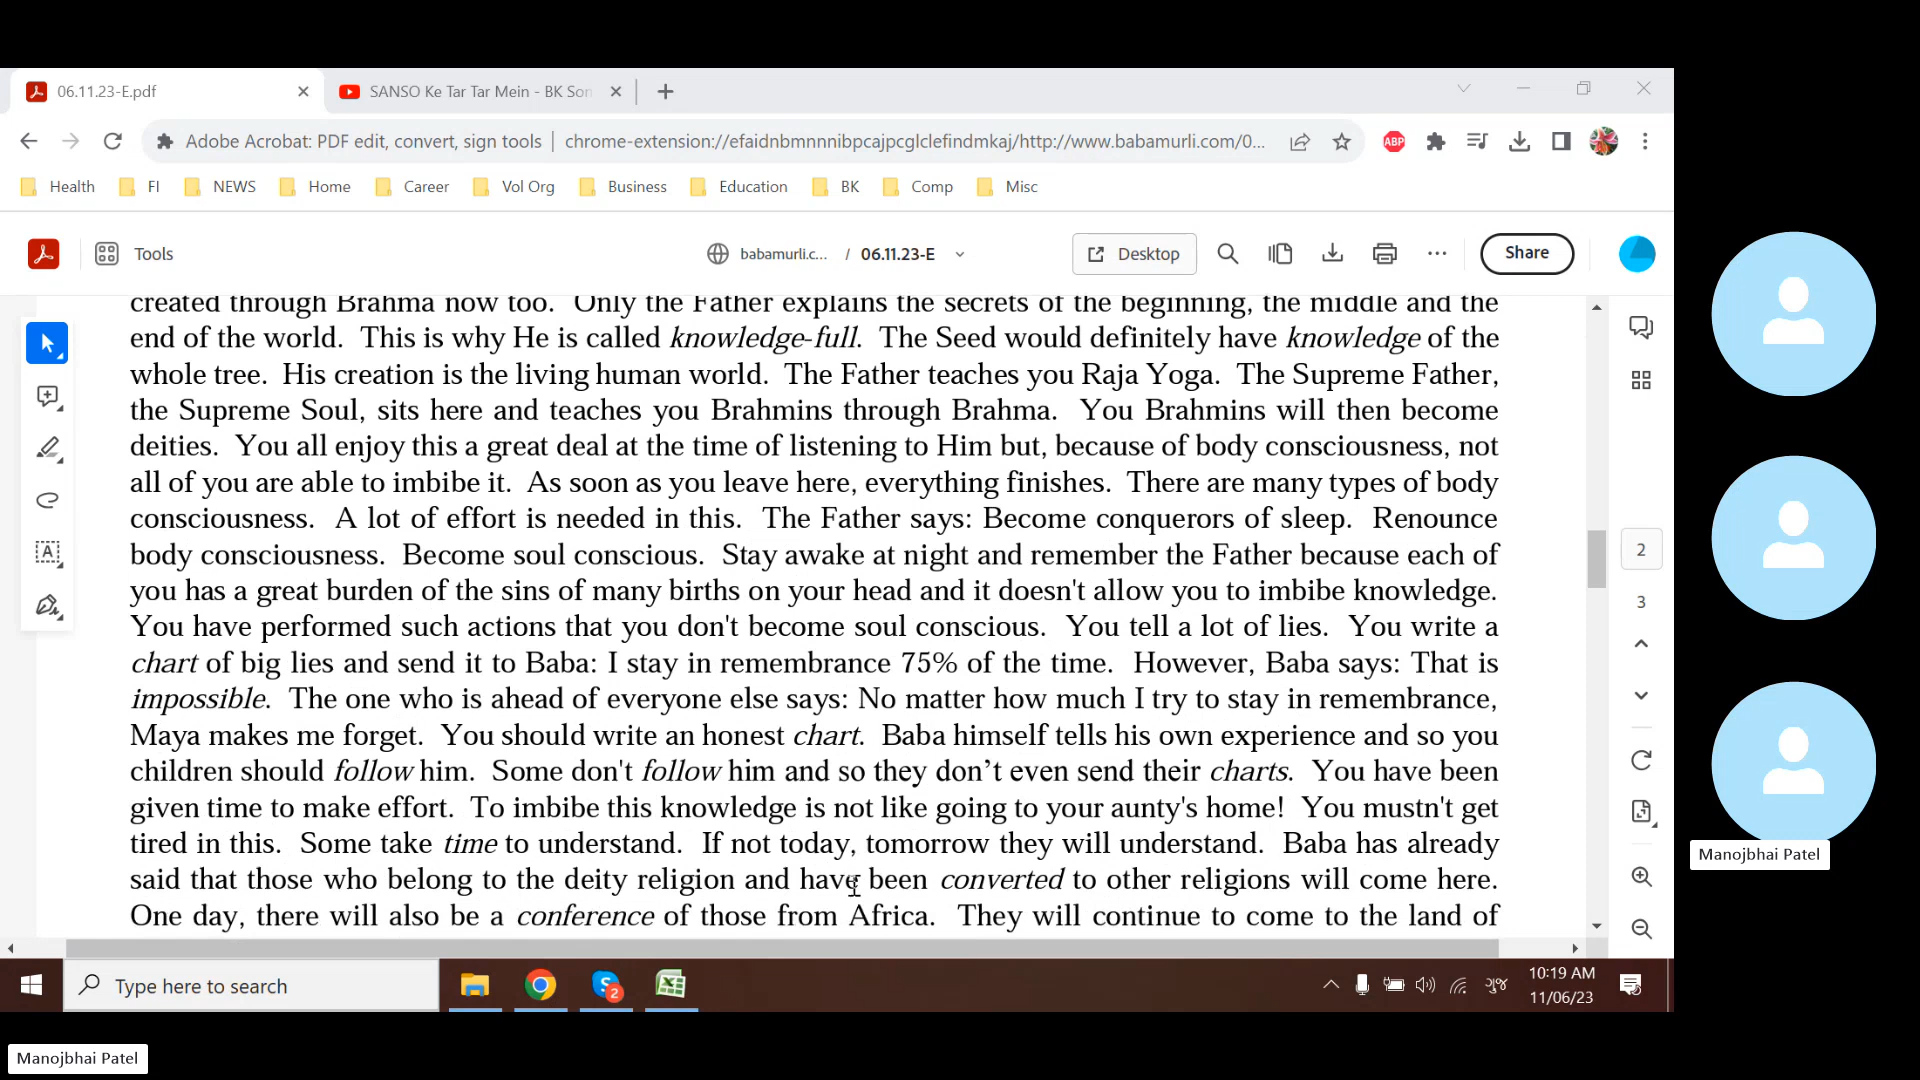 06.11.23-E.pdf
SANSO Ke Tar Tar Mein - BK Son
Adobe Acrobat: PDF edit, convert, sign tools
chrome-extension://efaidnbmnnnibpcajpcglclefindmkaj/http://www.babamurli.com/0...
ABP
Health FI NEWS Home Career Vol Org Business Education BK Comp Misc
Tools
babamurli.c... / 06.11.23-E
Desktop
Share
created through Brahma now too. Only the Father explains the secrets of the beginning, the middle and the
end of the world. This is why He is called knowledge-full. The Seed would definitely have knowledge of the
whole tree. His creation is the living human world. The Father teaches you Raja Yoga. The Supreme Father,
the Supreme Soul, sits here and teaches you Brahmins through Brahma. You Brahmins will then become
deities. You all enjoy this a great deal at the time of listening to Him but, because of body consciousness, not
all of you are able to imbibe it. As soon as you leave here, everything finishes. There are many types of body
consciousness. A lot of effort is needed in this. The Father says: Become conquerors of sleep. Renounce
body consciousness. Become soul conscious. Stay awake at night and remember the Father because each of
you has a great burden of the sins of many births on your head and it doesn't allow you to imbibe knowledge.
You have performed such actions that you don't become soul conscious. You tell a lot of lies. You write a
chart of big lies and send it to Baba: I stay in remembrance 75% of the time. However, Baba says: That is
impossible. The one who is ahead of everyone else says: No matter how much I try to stay in remembrance,
Maya makes me forget. You should write an honest chart. Baba himself tells his own experience and so you
children should follow him. Some don't follow him and so they don’t even send their charts. You have been
given time to make effort. To imbibe this knowledge is not like going to your aunty's home! You mustn't get
tired in this. Some take time to understand. If not today, tomorrow they will understand. Baba has already
said that those who belong to the deity religion and have been converted to other religions will come here.
One day, there will also be a conference of those from Africa. They will continue to come to the land of
2
3
Type here to search
2
ગુજ
10:19 AM
11/06/23
Manojbhai Patel
Manojbhai Patel